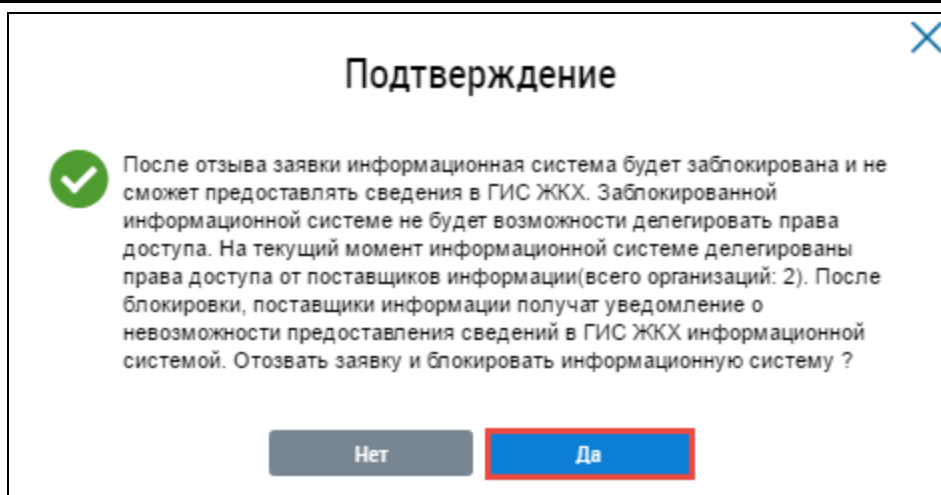 Подтверждение
После отзыва заявки информационная система будет заблокирована и не
сможет предоставлять сведения в ГИС ЖКХ. Заблокированной
информационной системе не будет возможности делегировать права
доступа. На текущий момент информационной системе делегированы
права доступа от поставщиков информации(всего организаций: 2). После
блокировки, поставщики информации получат уведомление о
невозможности предоставления сведений в ГИС ЖКХ информационной
системой. Отозвать заявку и блокировать информационную систему ?
Нет
Да